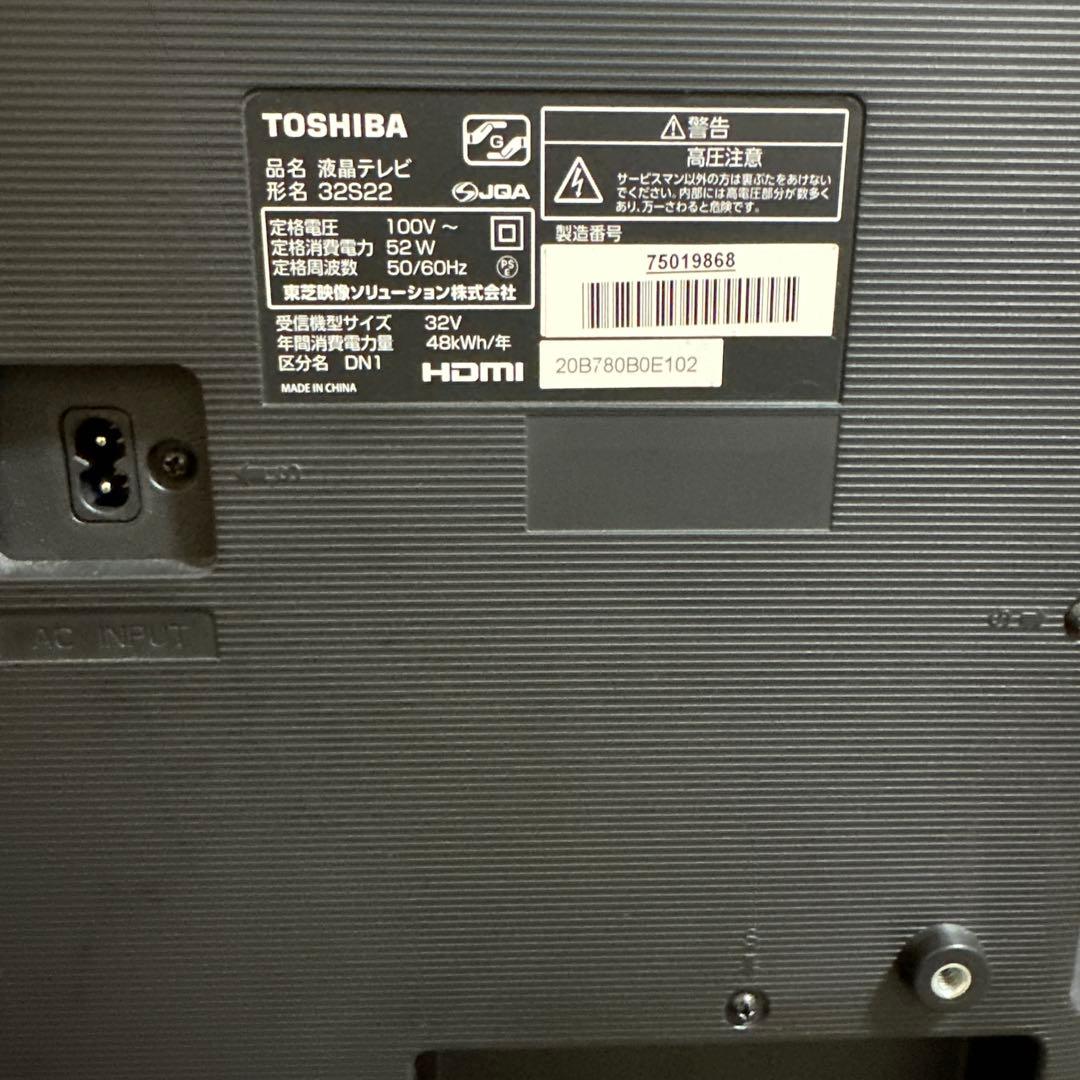 TOSHIBA
品名 液晶テレビ
形名 32S22
G
JQA
定格電圧 100V～
定格消費電力 52W
定格周波数 50/60Hz
PS
E
東芝映像ソリューション株式会社
受信機型サイズ 32V
年間消費電力量 48kWh/年
区分名 DN1
HDMI
MADE IN CHINA
⚠警告
高圧注意
サービスマン以外の方は裏ぶたをあけない
でください。内部には高電圧部分が数多く
あり、万一さわると危険です。
製造番号
75019868
20B780B0E102
AC INPUT